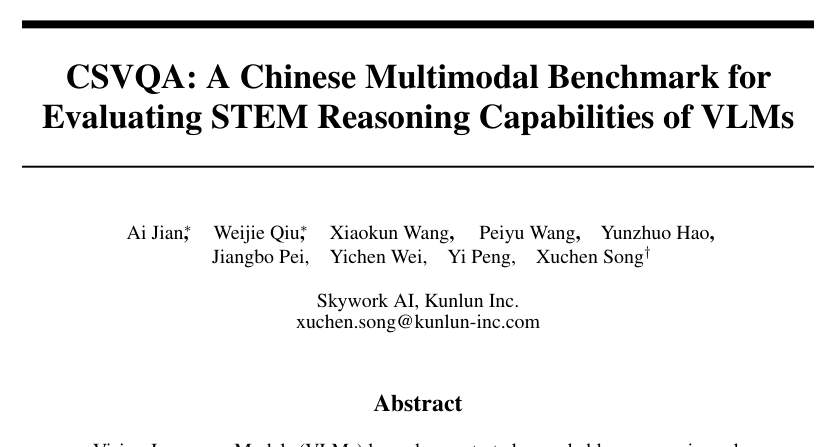 CSVQA: A Chinese Multimodal Benchmark for
Evaluating STEM Reasoning Capabilities of VLMs
Ai Jian,* Weijie Qiu,* Xiaokun Wang, Peiyu Wang, Yunzhuo Hao,
Jiangbo Pei, Yichen Wei, Yi Peng, Xuchen Song†
Skywork AI, Kunlun Inc.
xuchen.song@kunlun-inc.com
Abstract